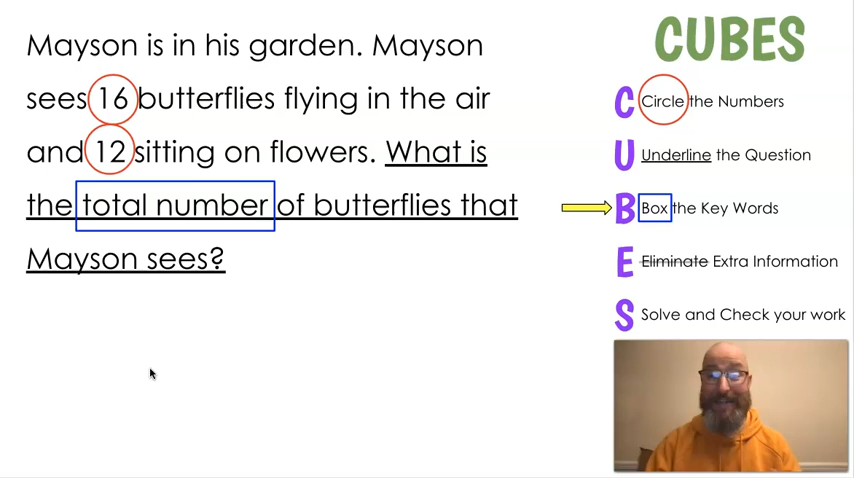 Mayson is in his garden. Mayson
sees 16 butterflies flying in the air
and 12 sitting on flowers. What is
the total number of butterflies that
Mayson sees?
CUBES
C Circle the Numbers
U Underline the Question
B Box the Key Words
E Eliminate Extra Information
S Solve and Check your work